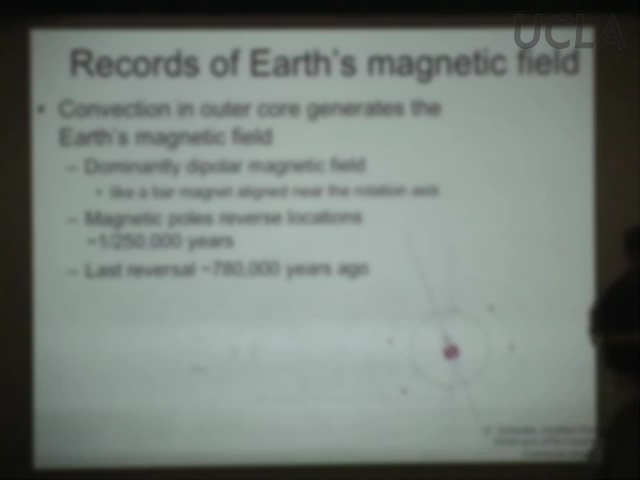 UCLA
Records of Earth's magnetic field
• Convection in outer core generates the
Earth's magnetic field
– Dominantly dipolar magnetic field
• like a bar magnet aligned near the rotation axis
– Magnetic poles reverse locations
~1/250,000 years
– Last reversal ~780,000 years ago